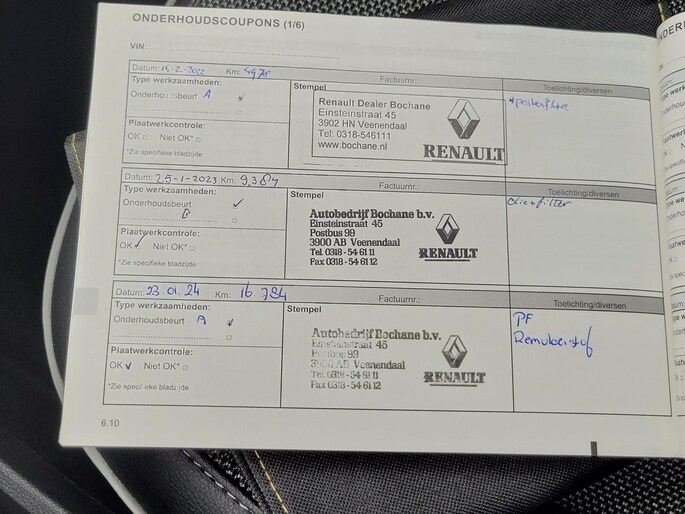 ONDERHOUDSCOUPONS (1/6)
VIN:
Datum: 15-2-2022 Km: 4978 Factuurnr.:
Type werkzaamheden: Stempel Toelichting/diversen
Onderhoudsbeurt A ✓
Renault Dealer Bochane
Einsteinstraat 45
3902 HN Veenendaal
Tel: 0318-546111
www.bochane.nl
RENAULT
Plaatwerkcontrole:
OK □ Niet OK* □
*Zie specifieke bladzijde
Datum: 25-1-2023 Km: 9.364 Factuurnr.:
Type werkzaamheden: Stempel Toelichting/diversen
Onderhoudsbeurt ✓
B □
Autobedrijf Bochane b.v.
Einsteinstraat 45
Postbus 99
3900 AB Veenendaal
Tel. 0318-54 61 11
Fax 0318-54 61 12
RENAULT
oliefilter
Plaatwerkcontrole:
OK ✓ Niet OK* □
*Zie specifieke bladzijde
Datum: 23.01.24 Km: 16.784 Factuurnr.:
Type werkzaamheden: Stempel Toelichting/diversen
Onderhoudsbeurt A ✓
□
Autobedrijf Bochane b.v.
Einsteinstraat 45
Postbus 99
3900 AB Veenendaal
Tel. 0318-54 61 11
Fax 0318-54 61 12
RENAULT
PF
Remvloeistof
Plaatwerkcontrole:
OK ✓ Niet OK* □
*Zie specifieke bladzijde
6.10